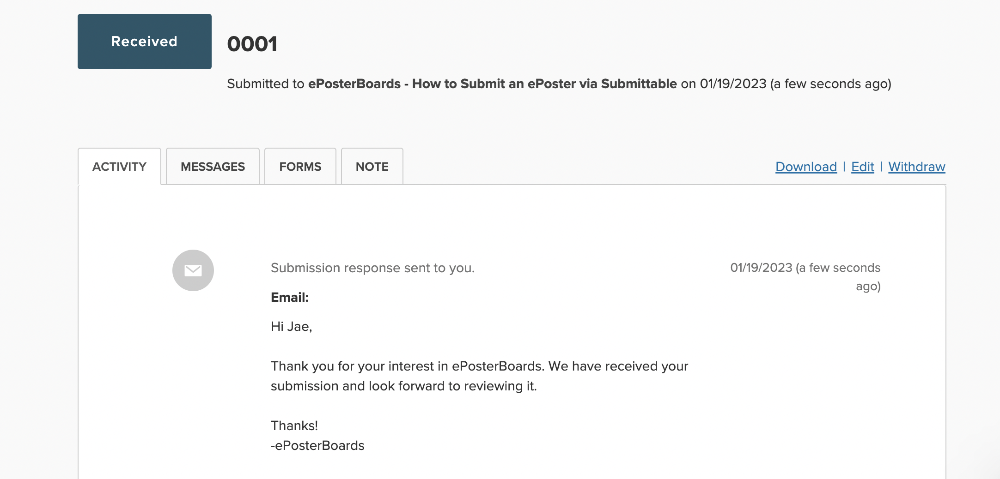 Received
0001
Submitted to ePosterBoards - How to Submit an ePoster via Submittable on 01/19/2023 (a few seconds ago)
ACTIVITY
MESSAGES
FORMS
NOTE
Download | Edit | Withdraw
Submission response sent to you.
01/19/2023 (a few seconds
ago)
Email:
Hi Jae,
Thank you for your interest in ePosterBoards. We have received your
submission and look forward to reviewing it.
Thanks!
-ePosterBoards